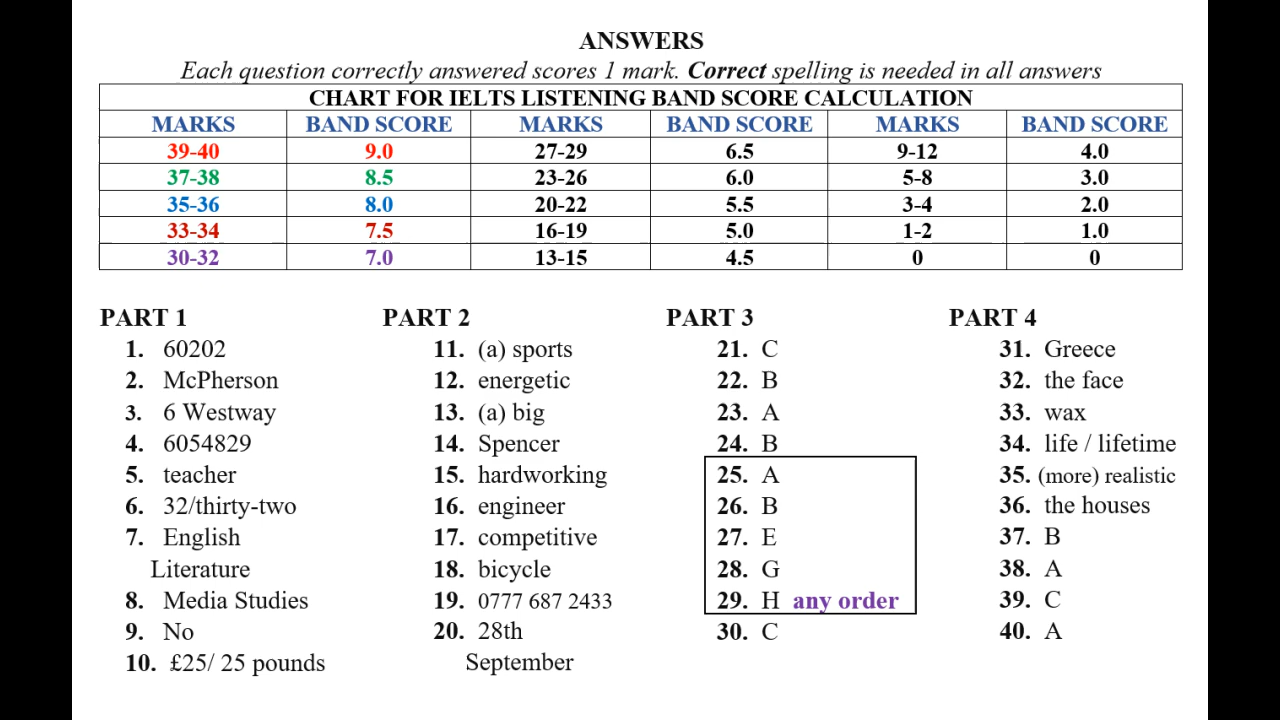 ANSWERS
Each question correctly answered scores 1 mark. Correct spelling is needed in all answers
CHART FOR IELTS LISTENING BAND SCORE CALCULATION
MARKS BAND SCORE MARKS BAND SCORE MARKS BAND SCORE
39-40 9.0 27-29 6.5 9-12 4.0
37-38 8.5 23-26 6.0 5-8 3.0
35-36 8.0 20-22 5.5 3-4 2.0
33-34 7.5 16-19 5.0 1-2 1.0
30-32 7.0 13-15 4.5 0 0
PART 1
1. 60202
2. McPherson
3. 6 Westway
4. 6054829
5. teacher
6. 32/thirty-two
7. English
Literature
8. Media Studies
9. No
10. £25/ 25 pounds
PART 2
11. (a) sports
12. energetic
13. (a) big
14. Spencer
15. hardworking
16. engineer
17. competitive
18. bicycle
19. 0777 687 2433
20. 28th
September
PART 3
21. C
22. B
23. A
24. B
25. A
26. B
27. E
28. G
29. H any order
30. C
PART 4
31. Greece
32. the face
33. wax
34. life / lifetime
35. (more) realistic
36. the houses
37. B
38. A
39. C
40. A